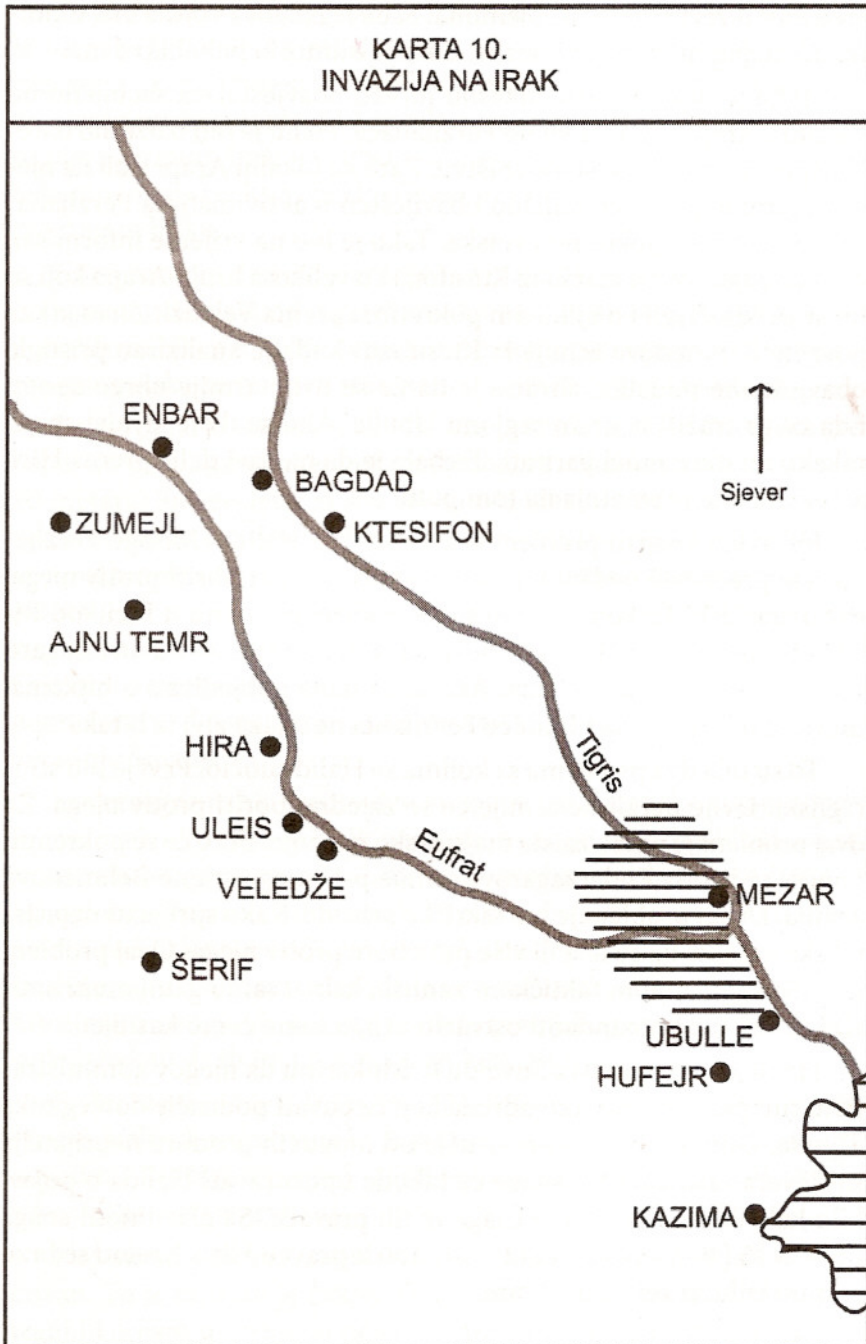 KARTA 10.
INVAZIJA NA IRAK
ENBAR
BAGDAD
Sjever
ZUMEJL
KTESIFON
AJNU TEMR
HIRA
Tigris
ULEIS
Eufrat
VELEDŽE
MEZAR
ŠERIF
UBULLE
HUFEJR
KAZIMA